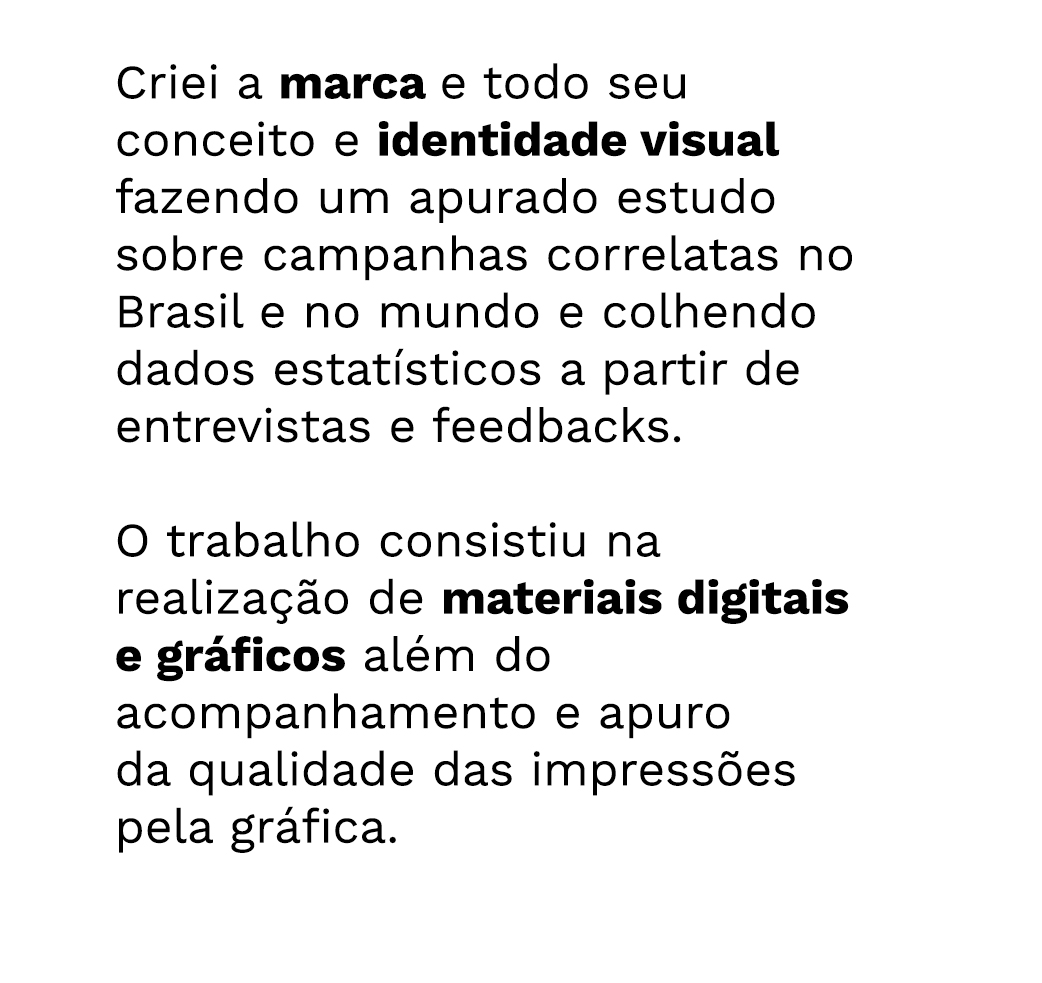 Criei a marca e todo seu
conceito e identidade visual
fazendo um apurado estudo
sobre campanhas correlatas no
Brasil e no mundo e colhendo
dados estatísticos a partir de
entrevistas e feedbacks.
O trabalho consistiu na
realização de materiais digitais
e gráficos além do
acompanhamento e apuro
da qualidade das impressões
pela gráfica.